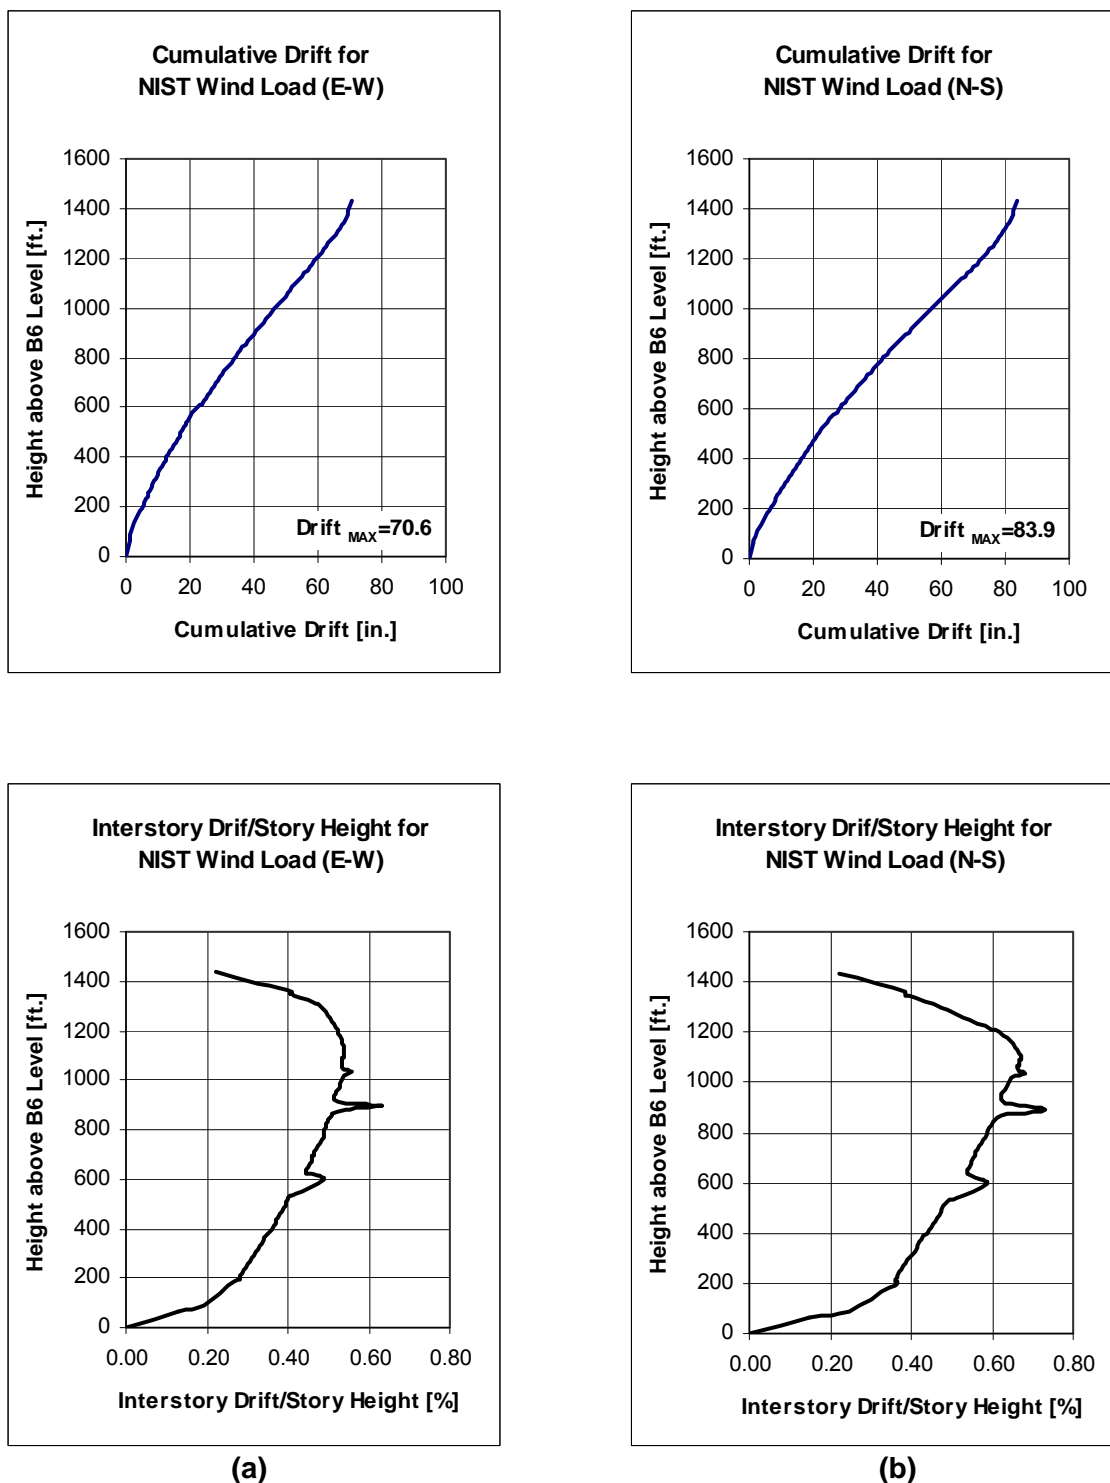 Cumulative Drift for
NIST Wind Load (E-W)
Height above B6 Level [ft.]
1600
1400
1200
1000
800
600
400
200
0
Drift MAX=70.6
0 20 40 60 80 100
Cumulative Drift [in.]
Cumulative Drift for
NIST Wind Load (N-S)
Height above B6 Level [ft.]
1600
1400
1200
1000
800
600
400
200
0
Drift MAX=83.9
0 20 40 60 80 100
Cumulative Drift [in.]
Interstory Drif/Story Height for
NIST Wind Load (E-W)
Height above B6 Level [ft.]
1600
1400
1200
1000
800
600
400
200
0
0.00 0.20 0.40 0.60 0.80
Interstory Drift/Story Height [%]
(a)
Interstory Drif/Story Height for
NIST Wind Load (N-S)
Height above B6 Level [ft.]
1600
1400
1200
1000
800
600
400
200
0
0.00 0.20 0.40 0.60 0.80
Interstory Drift/Story Height [%]
(b)